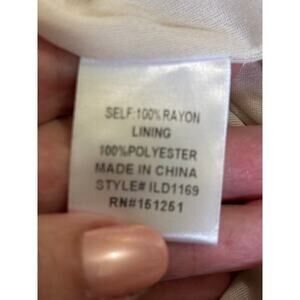 SELF:100%RAYON
LINING
100%POLYESTER
MADE IN CHINA
STYLE# ILD1169
RN#151251